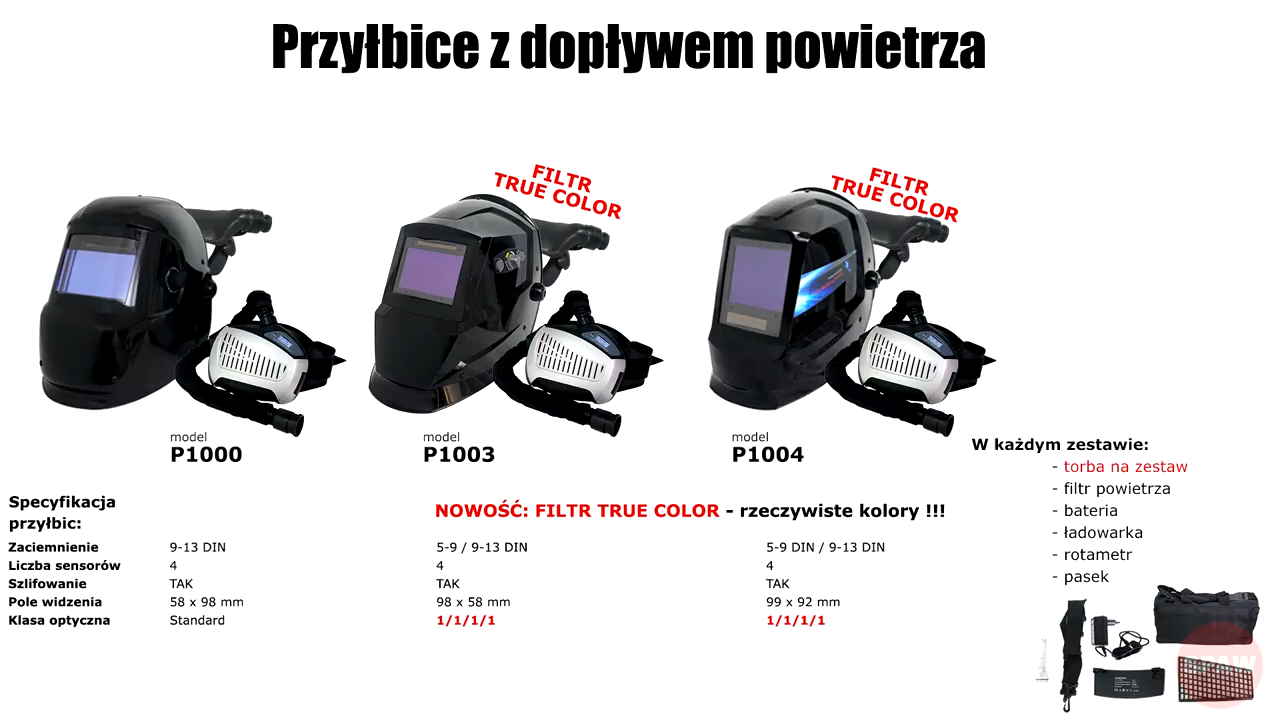 Przyłbice z dopływem powietrza
FILTR
TRUE COLOR
FILTR
TRUE COLOR
model
P1000
model
P1003
model
P1004
W każdym zestawie:
- torba na zestaw
- filtr powietrza
- bateria
- ładowarka
- rotametr
- pasek
Specyfikacja
przyłbic:
NOWOŚĆ: FILTR TRUE COLOR - rzeczywiste kolory !!!
Zaciemnienie 9-13 DIN 5-9 / 9-13 DIN 5-9 DIN / 9-13 DIN
Liczba sensorów 4 4 4
Szlifowanie TAK TAK TAK
Pole widzenia 58 x 98 mm 98 x 58 mm 99 x 92 mm
Klasa optyczna Standard 1/1/1/1 1/1/1/1